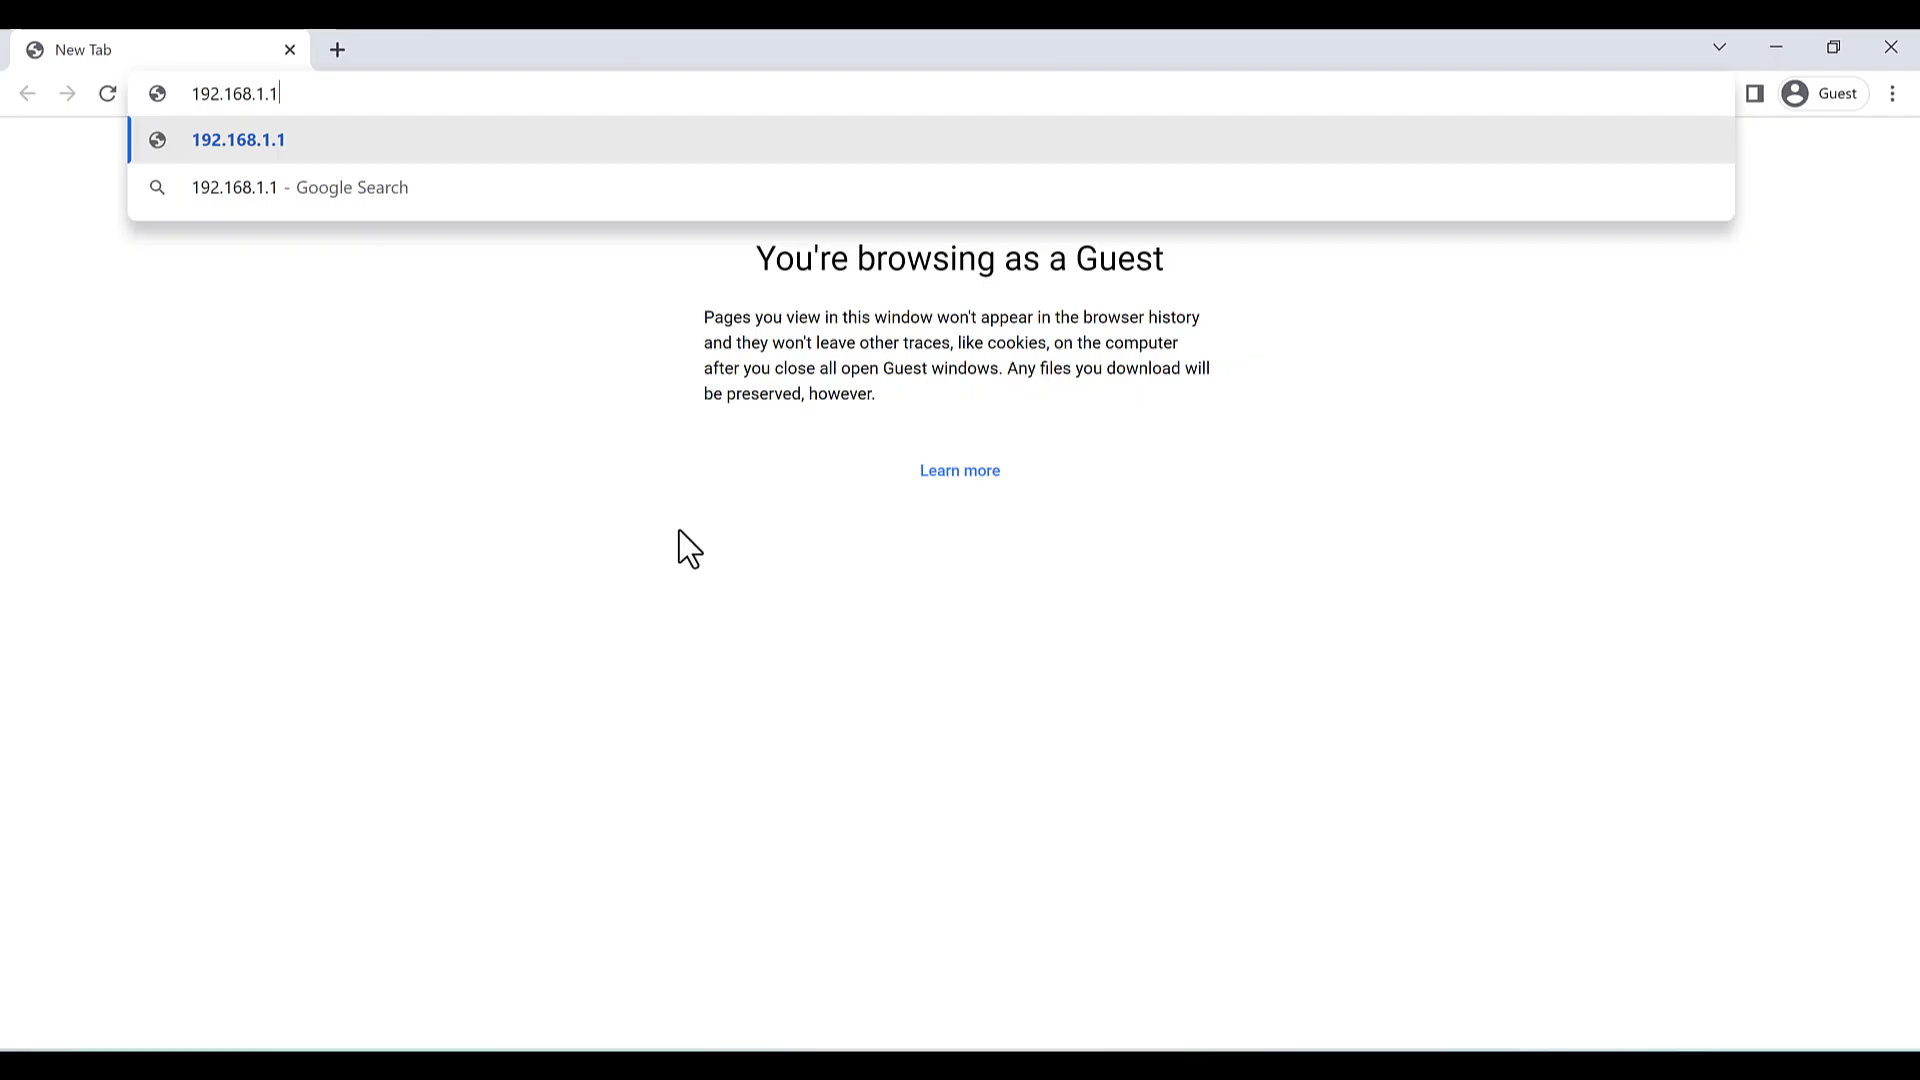 New Tab
192.168.1.1
Guest
192.168.1.1
192.168.1.1 - Google Search
You're browsing as a Guest
Pages you view in this window won't appear in the browser history
and they won't leave other traces, like cookies, on the computer
after you close all open Guest windows. Any files you download will
be preserved, however.
Learn more